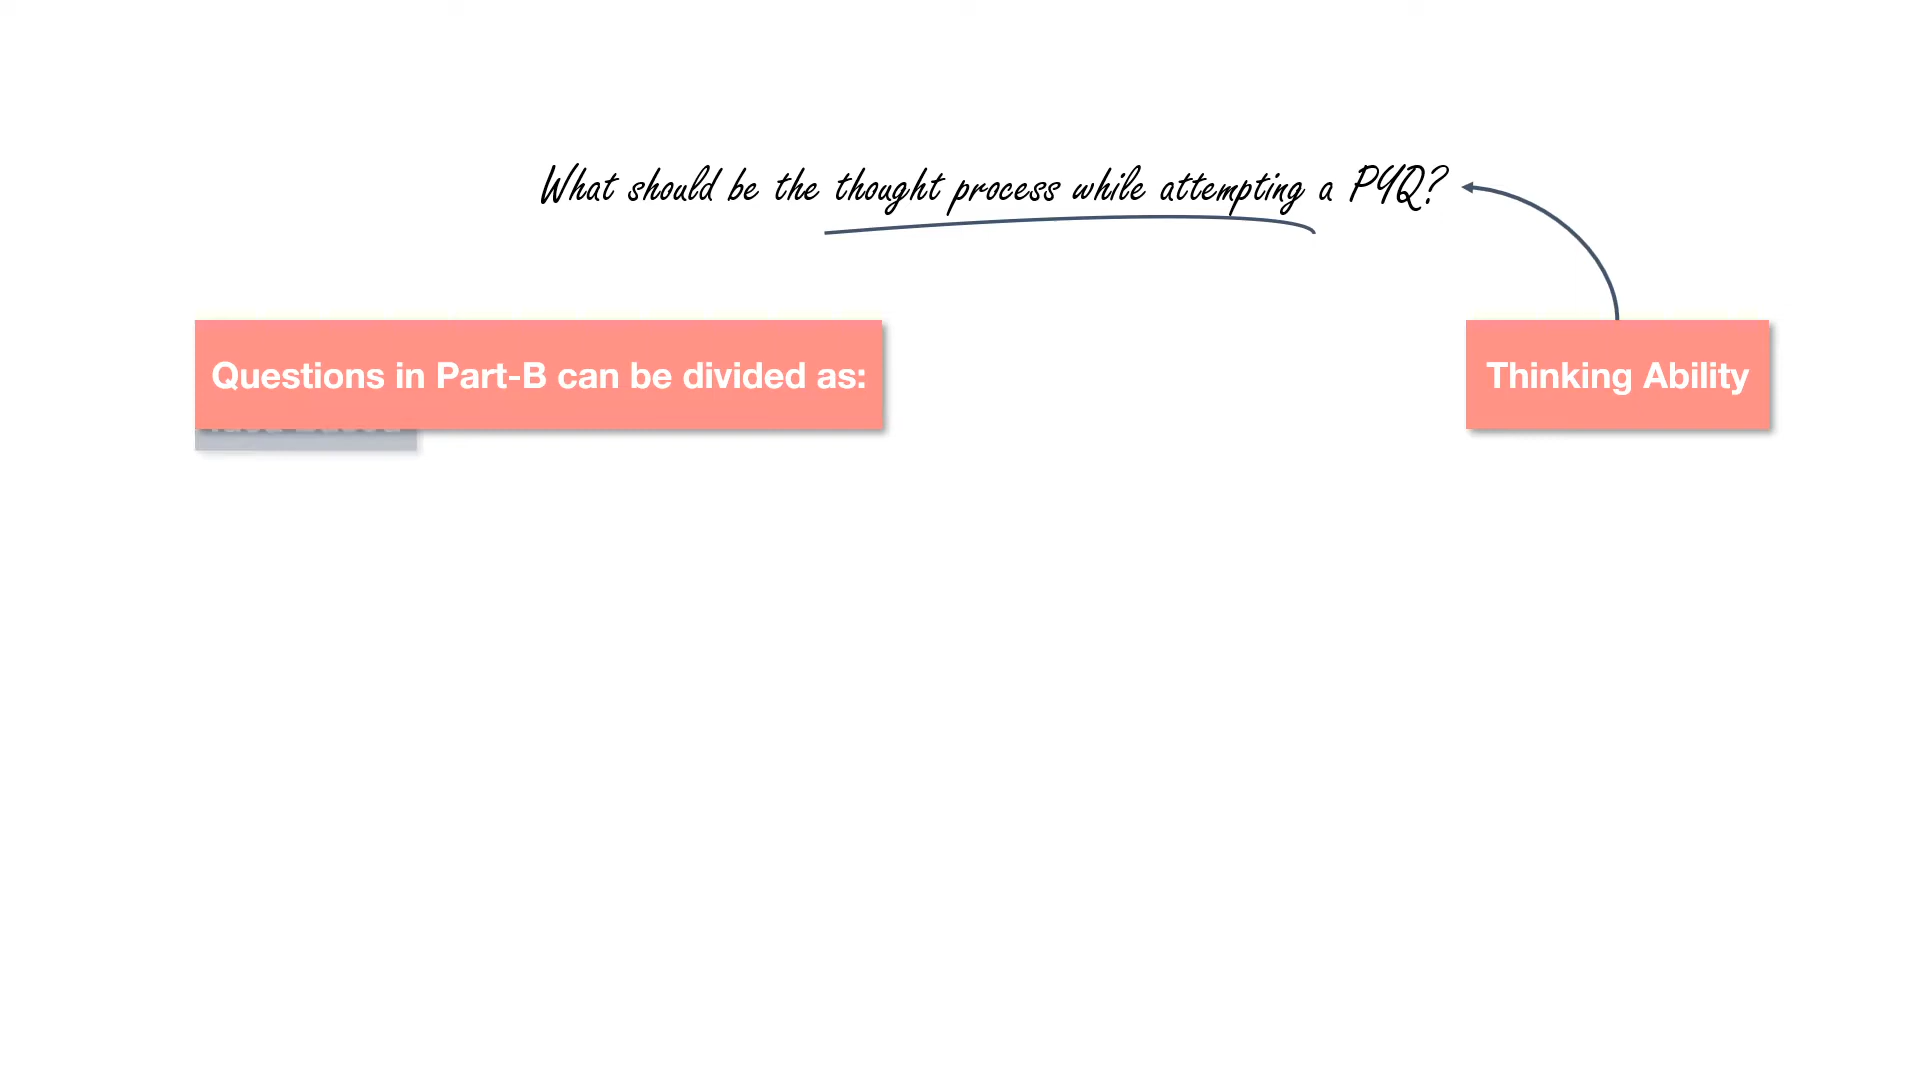 What should be the thought process while attempting a PYQ?
Questions in Part-B can be divided as:
Thinking Ability